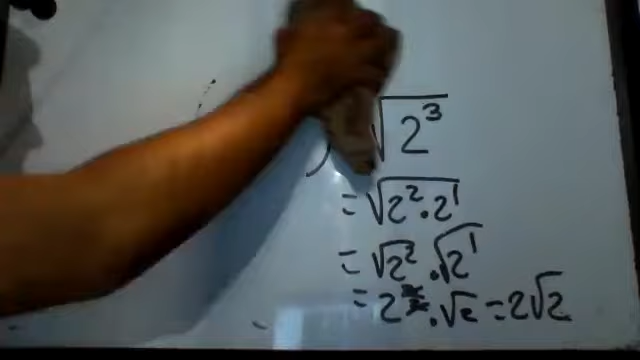 √2³
= √2² · 2¹
= √2² · √2¹
= 2 · √2 = 2√2